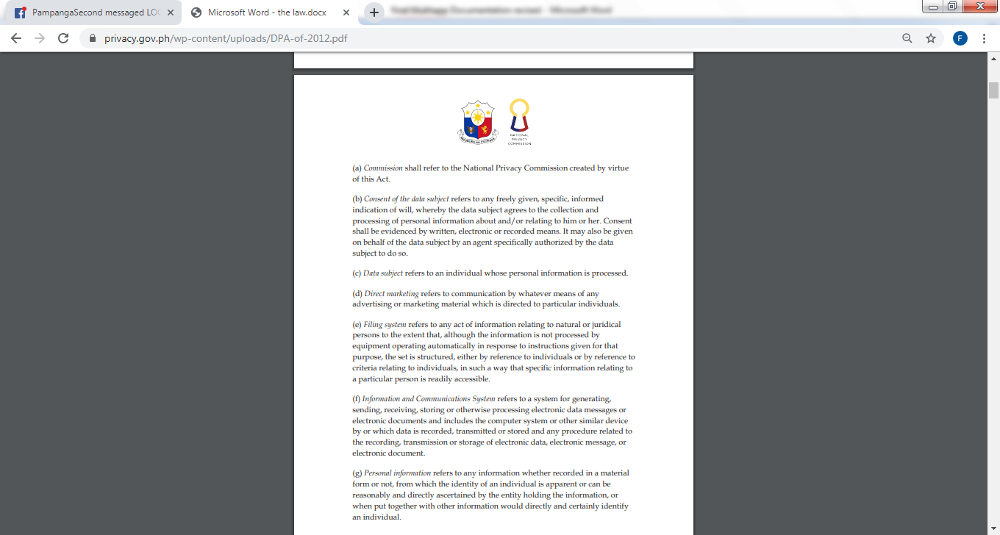 PampangaSecond messaged LOC
Microsoft Word - the law.docx
final Multiapp Documentation revised - Microsoft Word
privacy.gov.ph/wp-content/uploads/DPA-of-2012.pdf
F
REPUBLIKA NG PILIPINAS
NATIONAL
PRIVACY
COMMISSION
(a) Commission shall refer to the National Privacy Commission created by virtue
of this Act.
(b) Consent of the data subject refers to any freely given, specific, informed
indication of will, whereby the data subject agrees to the collection and
processing of personal information about and/or relating to him or her. Consent
shall be evidenced by written, electronic or recorded means. It may also be given
on behalf of the data subject by an agent specifically authorized by the data
subject to do so.
(c) Data subject refers to an individual whose personal information is processed.
(d) Direct marketing refers to communication by whatever means of any
advertising or marketing material which is directed to particular individuals.
(e) Filing system refers to any act of information relating to natural or juridical
persons to the extent that, although the information is not processed by
equipment operating automatically in response to instructions given for that
purpose, the set is structured, either by reference to individuals or by reference to
criteria relating to individuals, in such a way that specific information relating to
a particular person is readily accessible.
(f) Information and Communications System refers to a system for generating,
sending, receiving, storing or otherwise processing electronic data messages or
electronic documents and includes the computer system or other similar device
by or which data is recorded, transmitted or stored and any procedure related to
the recording, transmission or storage of electronic data, electronic message, or
electronic document.
(g) Personal information refers to any information whether recorded in a material
form or not, from which the identity of an individual is apparent or can be
reasonably and directly ascertained by the entity holding the information, or
when put together with other information would directly and certainly identify
an individual.